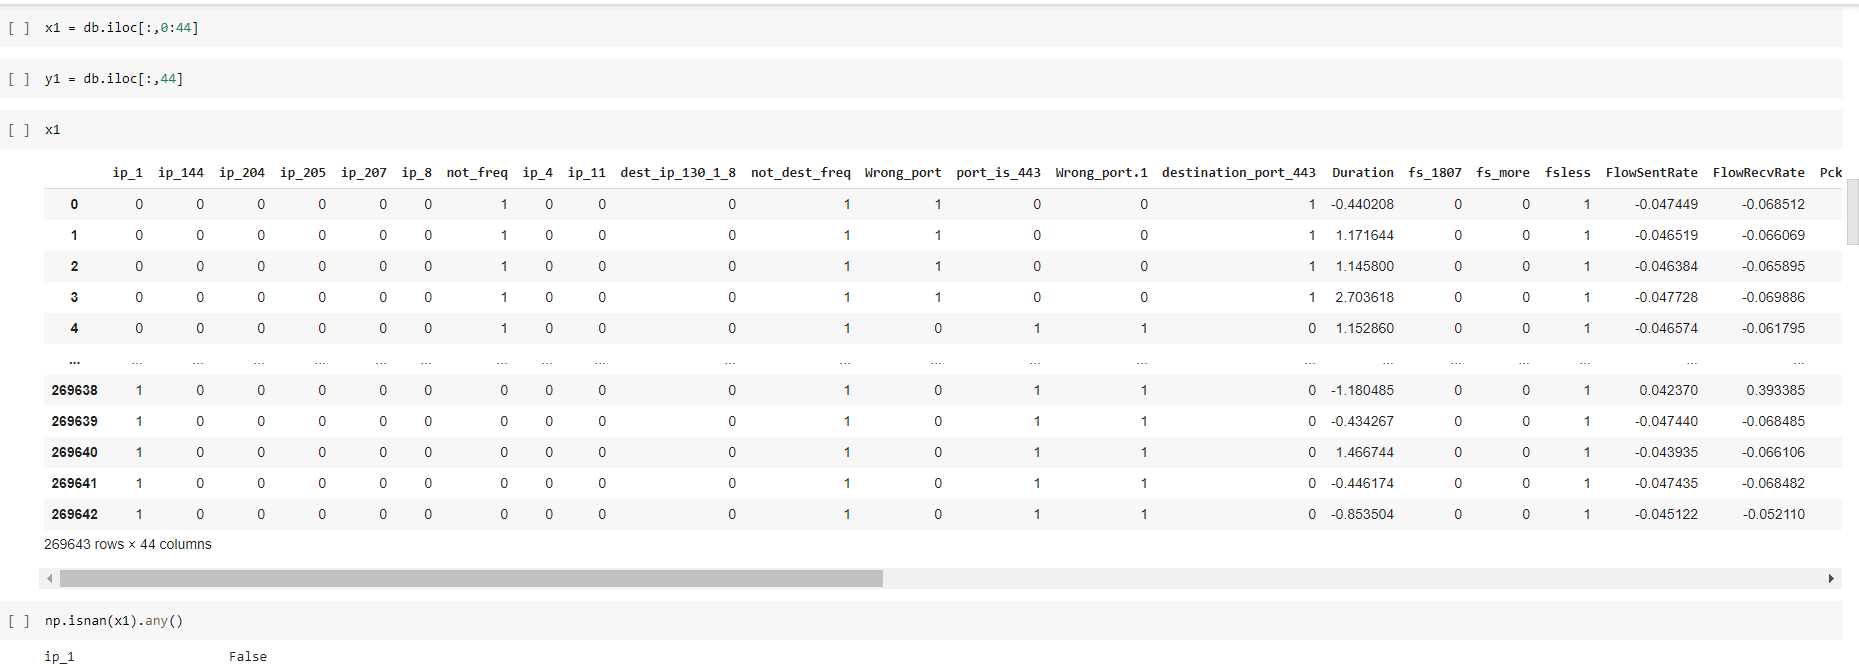 [ ] x1 = db.iloc[:,0:44]
[ ] y1 = db.iloc[:,44]
[ ] x1
ip_1 ip_144 ip_204 ip_205 ip_207 ip_8 not_freq ip_4 ip_11 dest_ip_130_1_8 not_dest_freq Wrong_port port_is_443 Wrong_port.1 destination_port_443 Duration fs_1807 fs_more fsless FlowSentRate FlowRecvRate Pck
0 0 0 0 0 0 0 1 0 0 0 1 1 0 0 1 -0.440208 0 0 1 -0.047449 -0.068512
1 0 0 0 0 0 0 1 0 0 0 1 1 0 0 1 1.171644 0 0 1 -0.046519 -0.066069
2 0 0 0 0 0 0 1 0 0 0 1 1 0 0 1 1.145800 0 0 1 -0.046384 -0.065895
3 0 0 0 0 0 0 1 0 0 0 1 1 0 0 1 2.703618 0 0 1 -0.047728 -0.069886
4 0 0 0 0 0 0 1 0 0 0 1 0 1 1 0 1.152860 0 0 1 -0.046574 -0.061795
... ... ... ... ... ... ... ... ... ... ... ... ... ... ... ... ... ... ... ... ... ...
269638 1 0 0 0 0 0 0 0 0 0 1 0 1 1 0 -1.180485 0 0 1 0.042370 0.393385
269639 1 0 0 0 0 0 0 0 0 0 1 0 1 1 0 -0.434267 0 0 1 -0.047440 -0.068485
269640 1 0 0 0 0 0 0 0 0 0 1 0 1 1 0 1.466744 0 0 1 -0.043935 -0.066106
269641 1 0 0 0 0 0 0 0 0 0 1 0 1 1 0 -0.446174 0 0 1 -0.047435 -0.068482
269642 1 0 0 0 0 0 0 0 0 0 1 0 1 1 0 -0.853504 0 0 1 -0.045122 -0.052110
269643 rows × 44 columns
[ ] np.isnan(x1).any()
ip_1 False